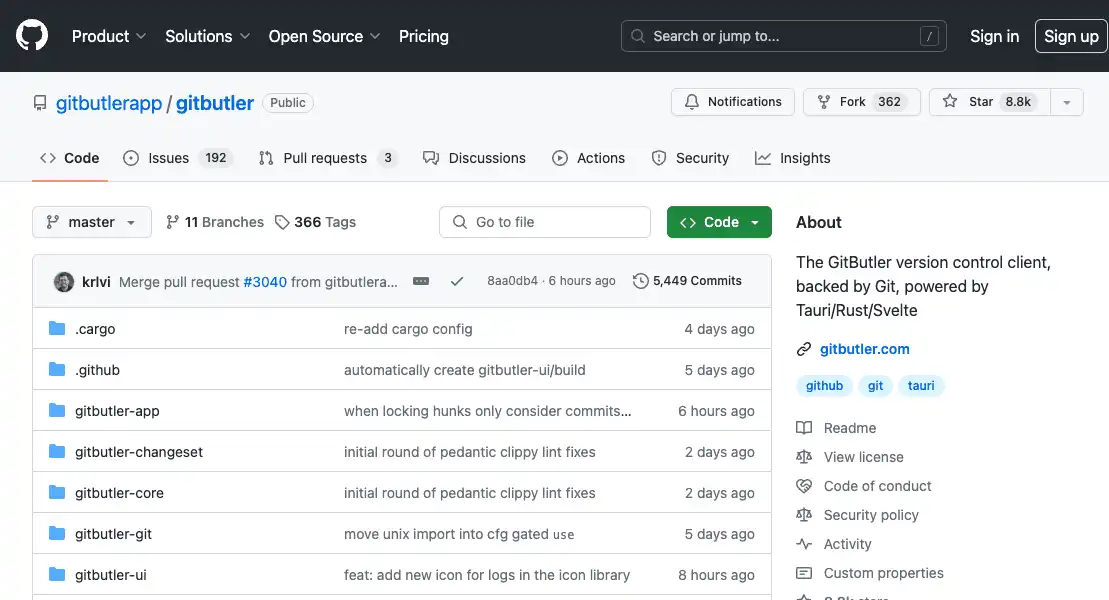 Product Solutions Open Source Pricing Search or jump to... / Sign in Sign up
gitbutlerapp / gitbutler Public Notifications Fork 362 Star 8.8k
Code Issues 192 Pull requests 3 Discussions Actions Security Insights
master 11 Branches 366 Tags Go to file Code
krlvi Merge pull request #3040 from gitbutlera... 8aa0db4 · 6 hours ago 5,449 Commits
.cargo re-add cargo config 4 days ago
.github automatically create gitbutler-ui/build 5 days ago
gitbutler-app when locking hunks only consider commits... 6 hours ago
gitbutler-changeset initial round of pedantic clippy lint fixes 2 days ago
gitbutler-core initial round of pedantic clippy lint fixes 2 days ago
gitbutler-git move unix import into cfg gated use 5 days ago
gitbutler-ui feat: add new icon for logs in the icon library 8 hours ago
About
The GitButler version control client,
backed by Git, powered by
Tauri/Rust/Svelte
gitbutler.com
github git tauri
Readme
View license
Code of conduct
Security policy
Activity
Custom properties
8.8k stars